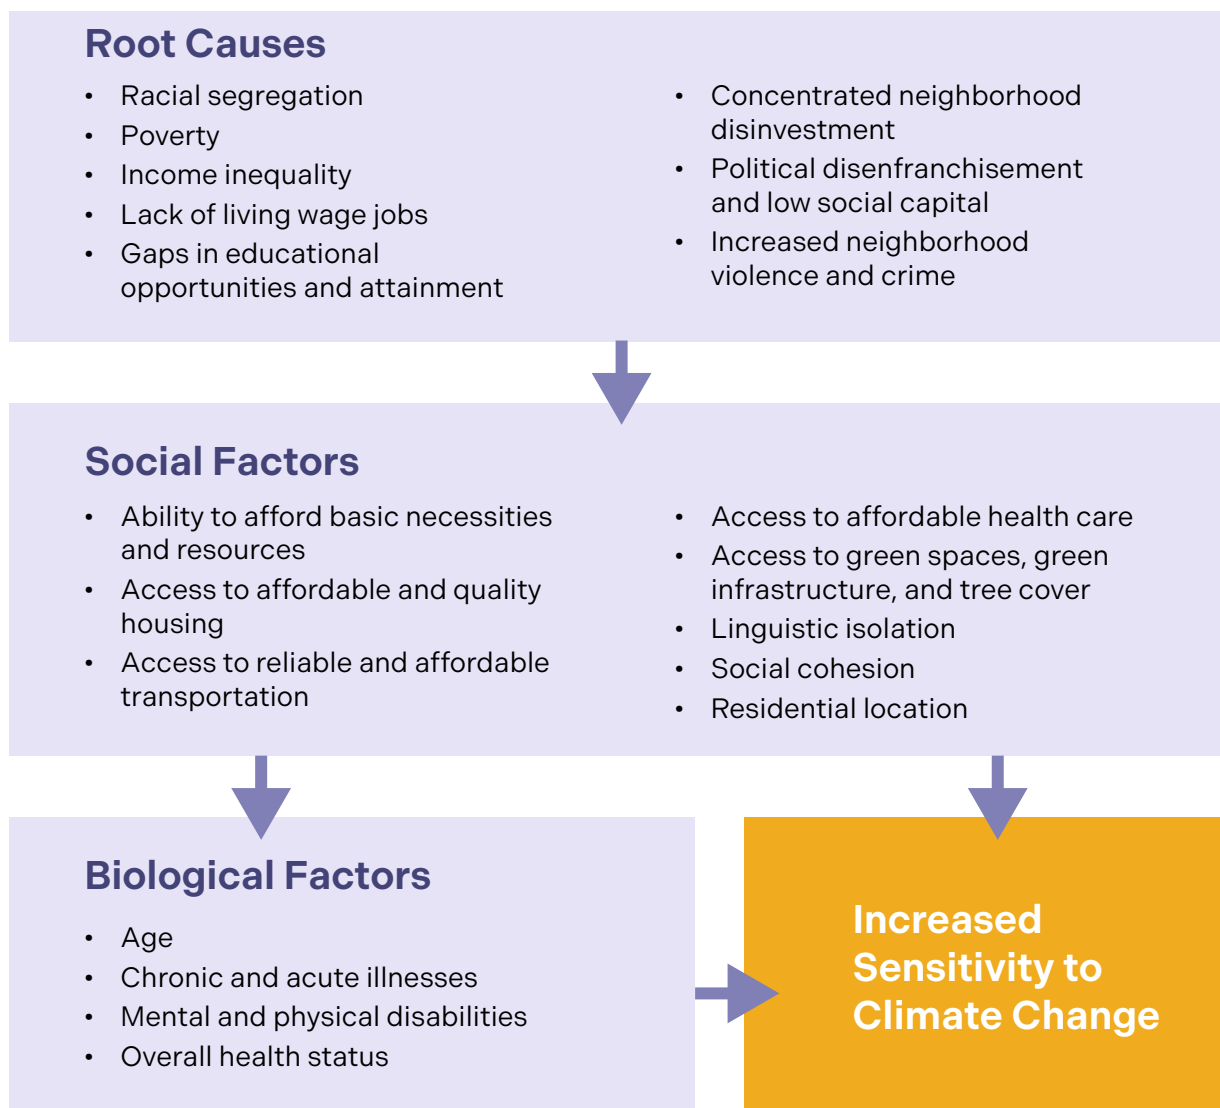 Root Causes
• Racial segregation
• Poverty
• Income inequality
• Lack of living wage jobs
• Gaps in educational
opportunities and attainment
• Concentrated neighborhood
disinvestment
• Political disenfranchisement
and low social capital
• Increased neighborhood
violence and crime
Social Factors
• Ability to afford basic necessities
and resources
• Access to affordable and quality
housing
• Access to reliable and affordable
transportation
• Access to affordable health care
• Access to green spaces, green
infrastructure, and tree cover
• Linguistic isolation
• Social cohesion
• Residential location
Biological Factors
• Age
• Chronic and acute illnesses
• Mental and physical disabilities
• Overall health status
Increased
Sensitivity to
Climate Change